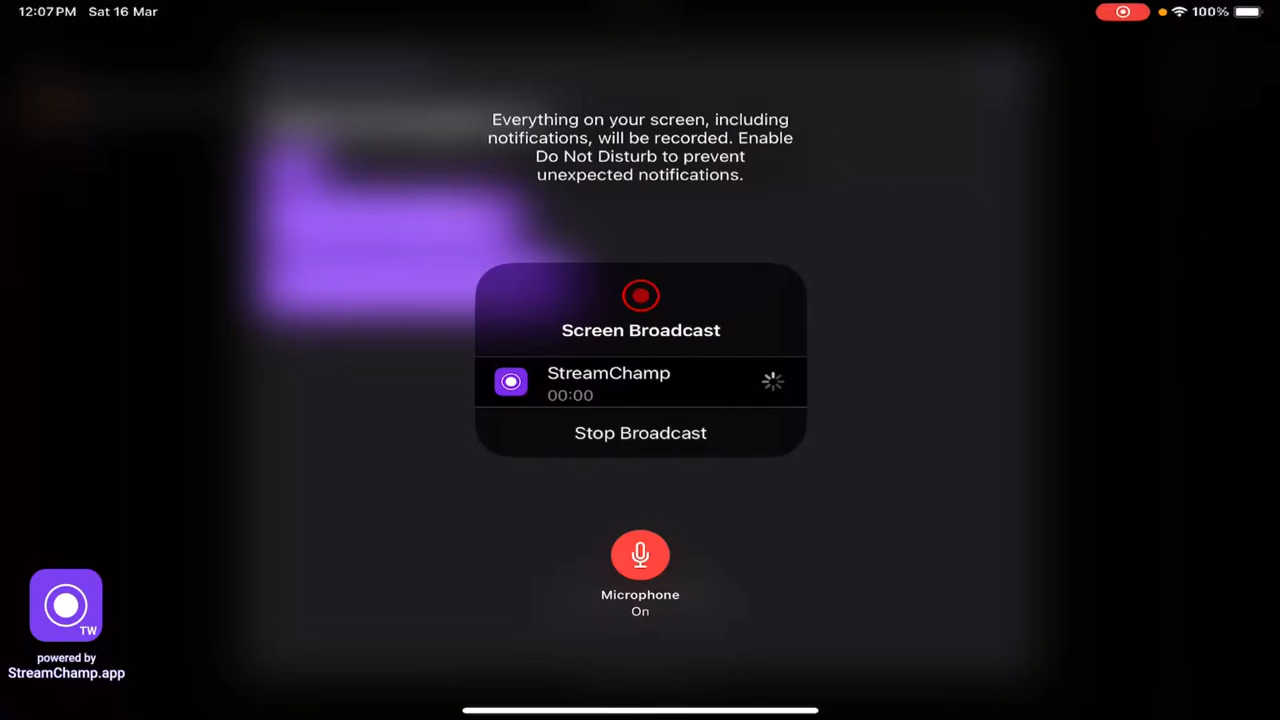 12:07 PM Sat 16 Mar
100%
Everything on your screen, including
notifications, will be recorded. Enable
Do Not Disturb to prevent
unexpected notifications.
Screen Broadcast
StreamChamp
00:00
Stop Broadcast
Microphone
On
TW
powered by
StreamChamp.app